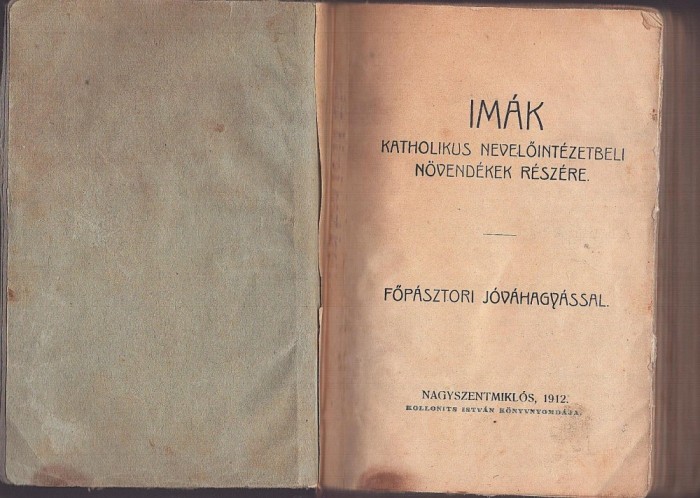 IMÁK
KATHOLIKUS NEVELŐINTÉZETBELI
NÖVENDÉKEK RÉSZÉRE.
FŐPÁSZTORI JÓVÁHAGYÁSSAL.
NAGYSZENTMIKLÓS, 1912.
KOLLONITS ISTVÁN KÖNYVNYOMDÁJA.